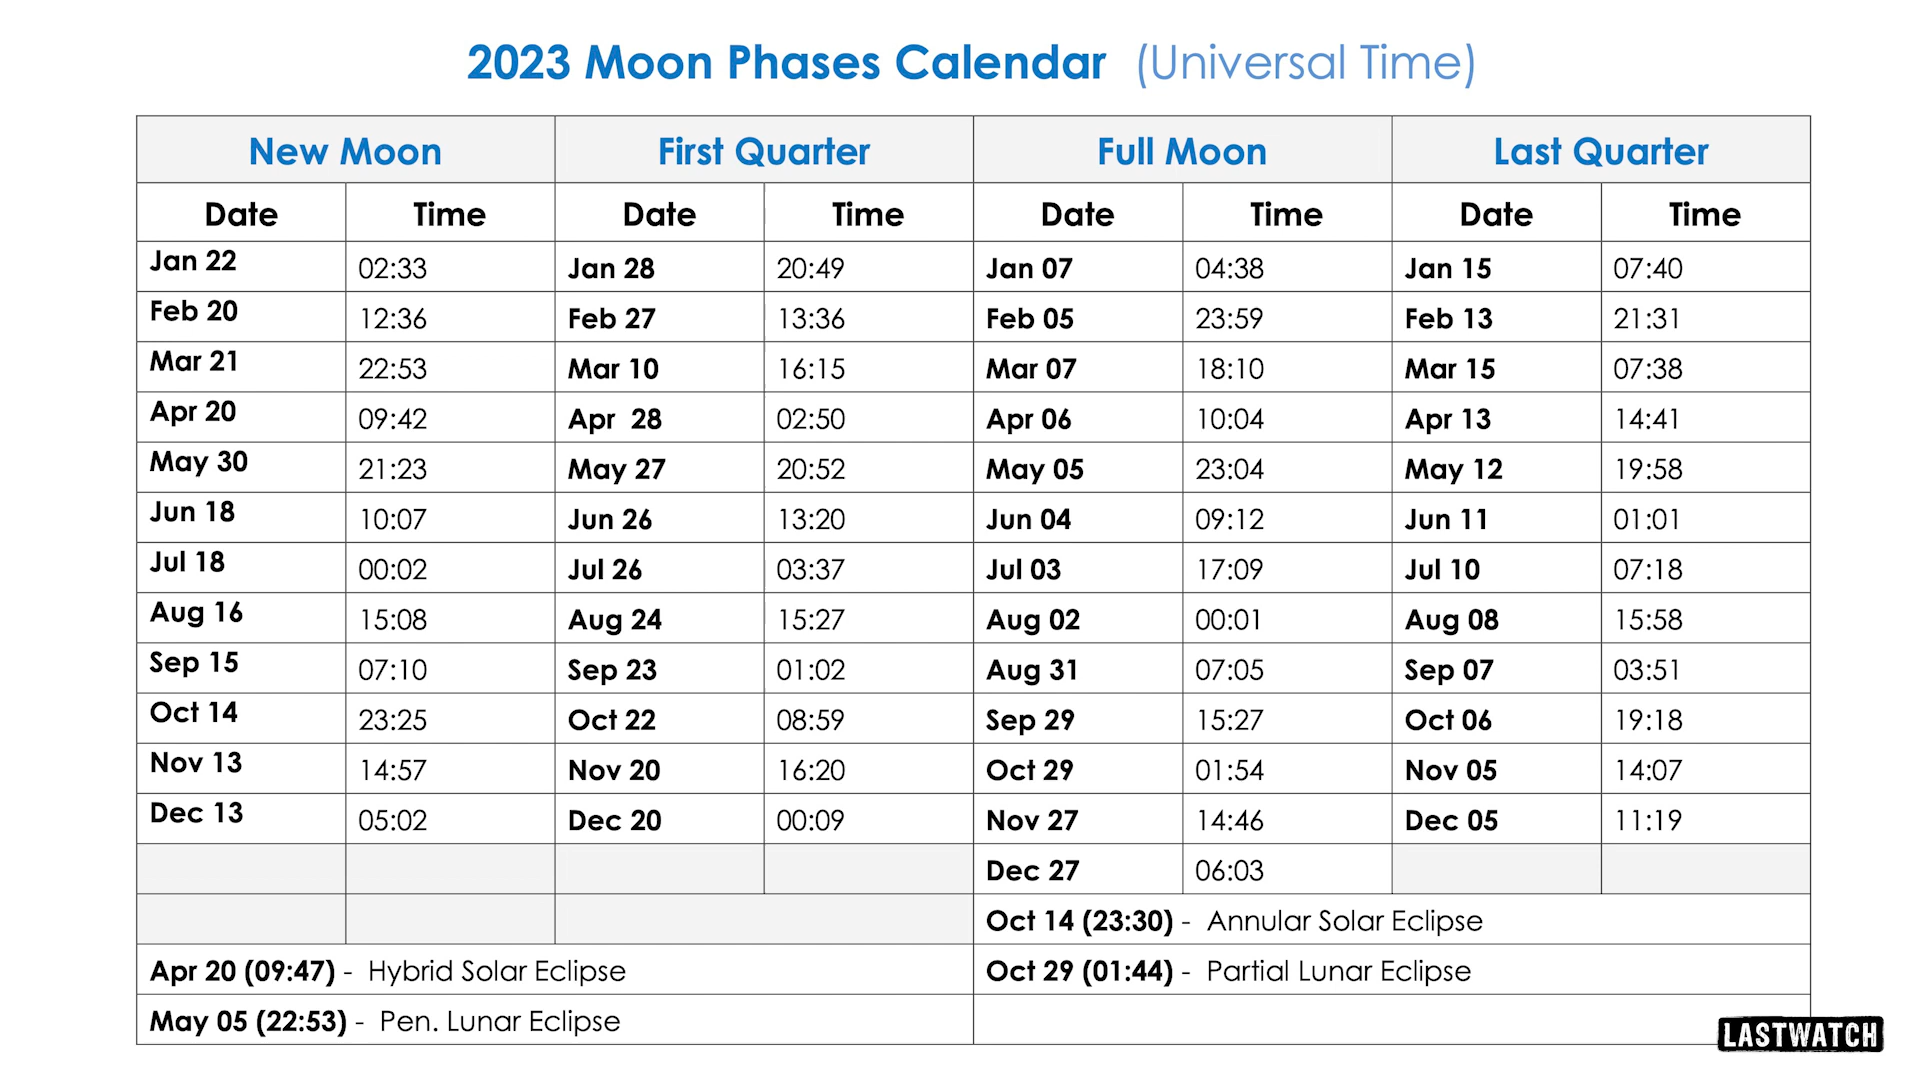 2023 Moon Phases Calendar (Universal Time)
New Moon First Quarter Full Moon Last Quarter
Date Time Date Time Date Time Date Time
Jan 22 02:33 Jan 28 20:49 Jan 07 04:38 Jan 15 07:40
Feb 20 12:36 Feb 27 13:36 Feb 05 23:59 Feb 13 21:31
Mar 21 22:53 Mar 10 16:15 Mar 07 18:10 Mar 15 07:38
Apr 20 09:42 Apr 28 02:50 Apr 06 10:04 Apr 13 14:41
May 30 21:23 May 27 20:52 May 05 23:04 May 12 19:58
Jun 18 10:07 Jun 26 13:20 Jun 04 09:12 Jun 11 01:01
Jul 18 00:02 Jul 26 03:37 Jul 03 17:09 Jul 10 07:18
Aug 16 15:08 Aug 24 15:27 Aug 02 00:01 Aug 08 15:58
Sep 15 07:10 Sep 23 01:02 Aug 31 07:05 Sep 07 03:51
Oct 14 23:25 Oct 22 08:59 Sep 29 15:27 Oct 06 19:18
Nov 13 14:57 Nov 20 16:20 Oct 29 01:54 Nov 05 14:07
Dec 13 05:02 Dec 20 00:09 Nov 27 14:46 Dec 05 11:19
Dec 27 06:03
Oct 14 (23:30) - Annular Solar Eclipse
Apr 20 (09:47) - Hybrid Solar Eclipse Oct 29 (01:44) - Partial Lunar Eclipse
May 05 (22:53) - Pen. Lunar Eclipse
LASTWATCH